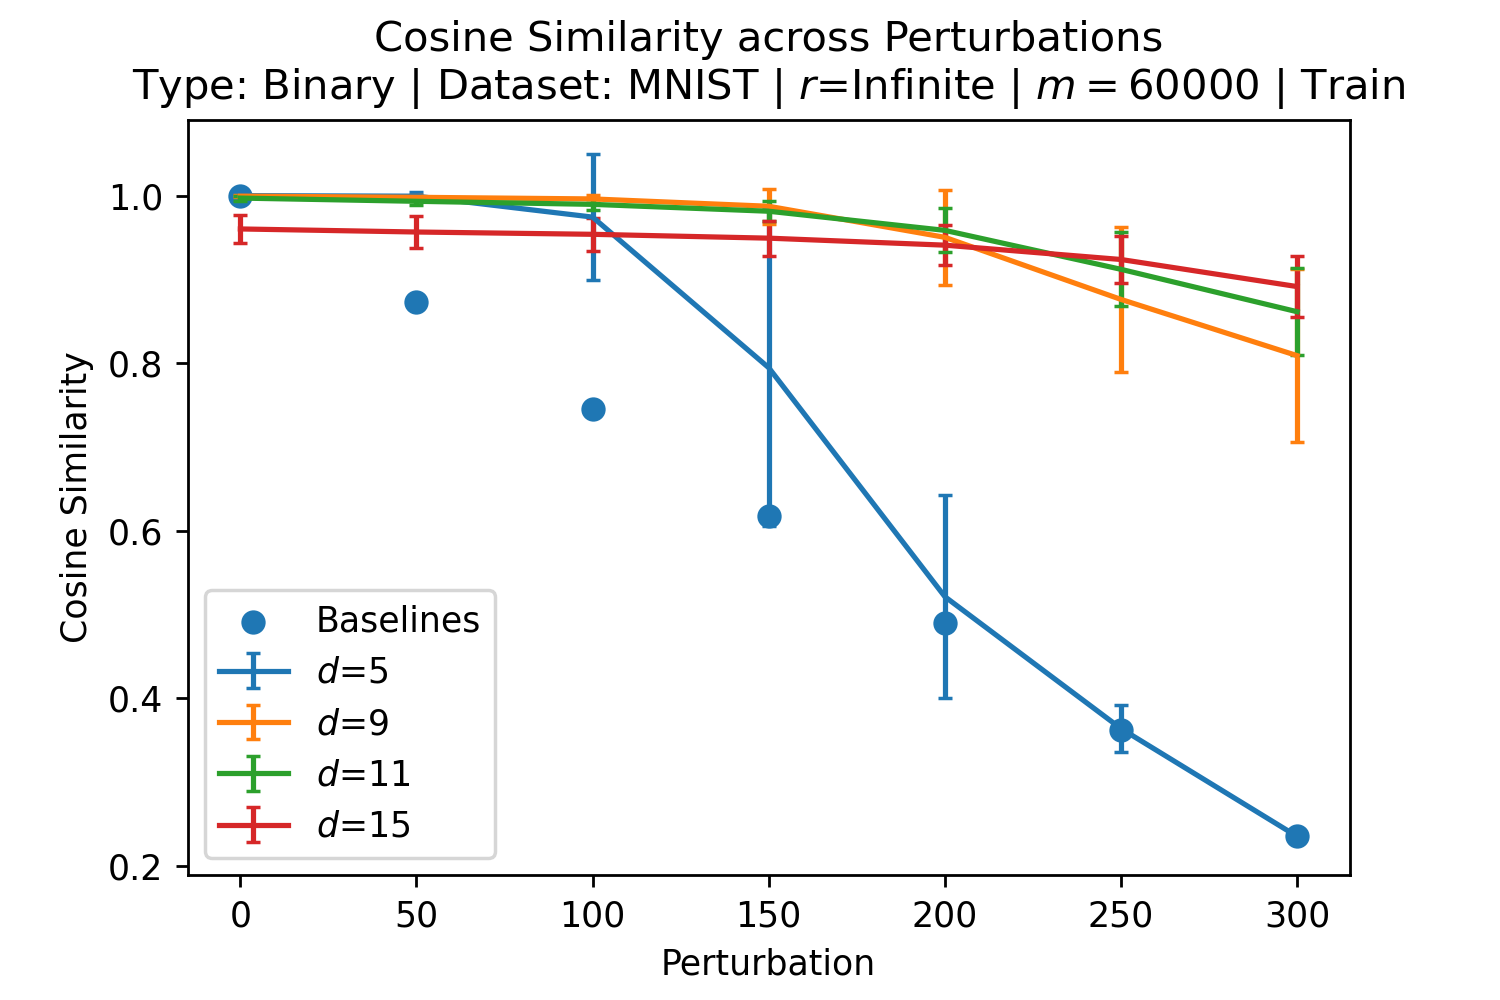 Cosine Similarity across Perturbations
Type: Binary | Dataset: MNIST | r=Infinite | m = 60000 | Train
Cosine Similarity
1.0
0.8
0.6
0.4
0.2
Baselines
d=5
d=9
d=11
d=15
0 50 100 150 200 250 300
Perturbation